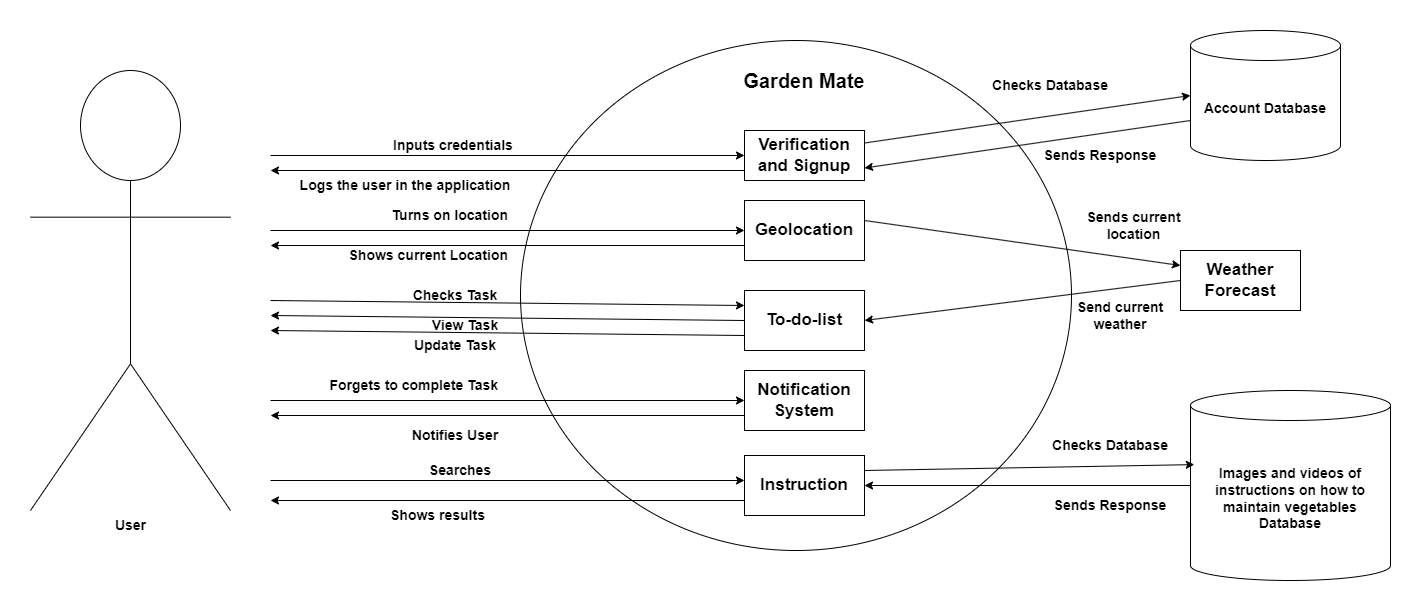 Garden Mate
Checks Database
Account Database
Inputs credentials
Verification
and Signup
Sends Response
Logs the user in the application
Turns on location
Geolocation
Sends current
location
Shows current Location
Weather
Forecast
Checks Task
To-do-list
Send current
weather
View Task
Update Task
Forgets to complete Task
Notification
System
Notifies User
Checks Database
Searches
Instruction
Images and videos of
instructions on how to
maintain vegetables
Database
Sends Response
Shows results
User